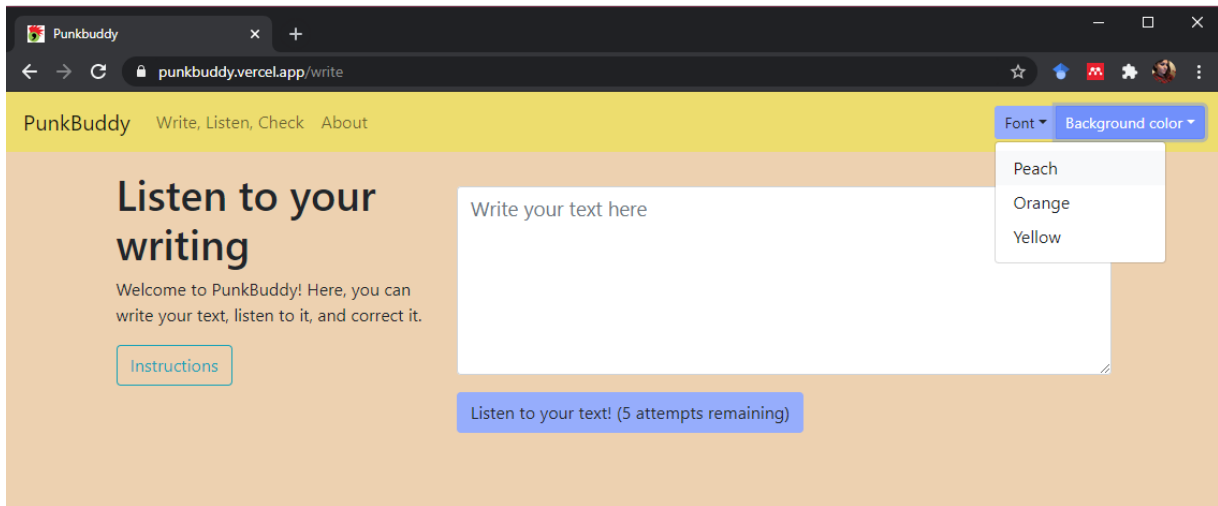 Punkbuddy
punkbuddy.vercel.app/write
PunkBuddy Write, Listen, Check About Font Background color
Peach
Orange
Yellow
Listen to your
writing
Welcome to PunkBuddy! Here, you can
write your text, listen to it, and correct it.
Instructions
Write your text here
Listen to your text! (5 attempts remaining)